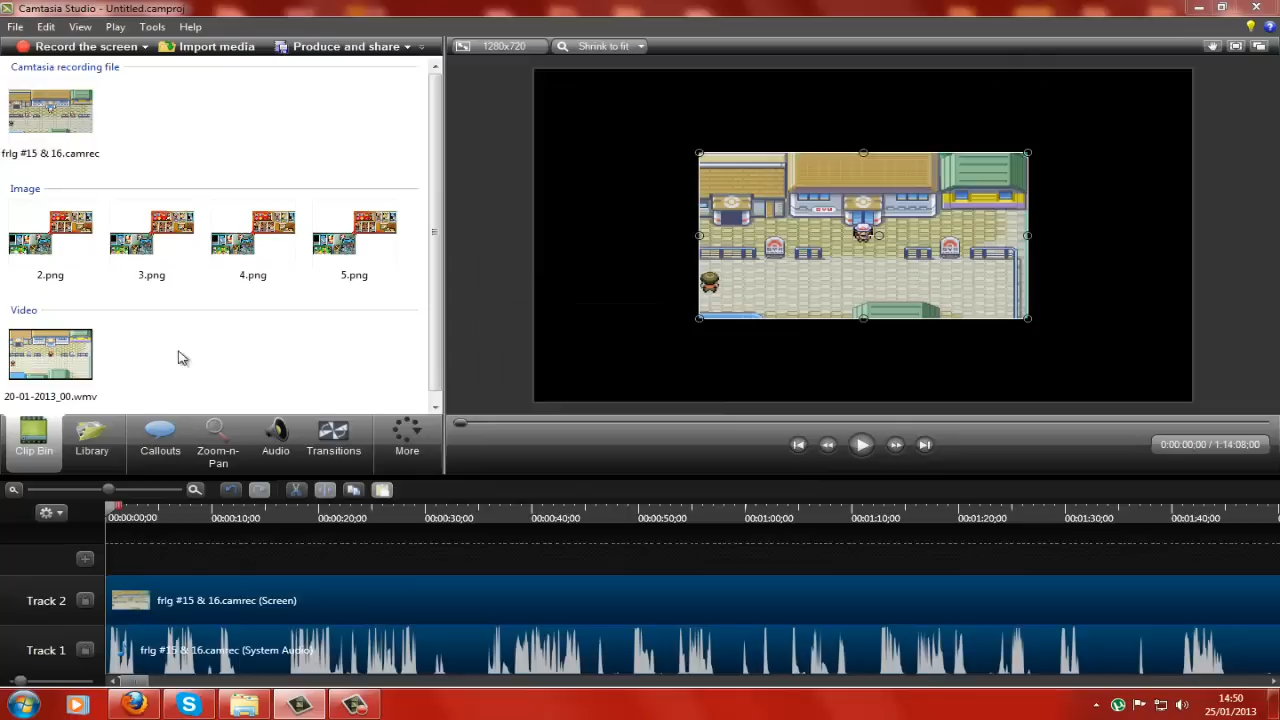 Camtasia Studio - Untitled.camproj
File Edit View Play Tools Help
Record the screen Import media Produce and share 1280x720 Shrink to fit
Camtasia recording file
frlg #15 & 16.camrec
Image
2.png 3.png 4.png 5.png
Video
20-01-2013_00.wmv
GYM
Clip Bin Library Callouts Zoom-n-Pan Audio Transitions More
0:00:00;00 / 1:14:08;00
00:00:00;00 00:00:10;00 00:00:20;00 00:00:30;00 00:00:40;00 00:00:50;00 00:01:00;00 00:01:10;00 00:01:20;00 00:01:30;00 00:01:40;00
Track 2 frlg #15 & 16.camrec (Screen)
Track 1 frlg #15 & 16.camrec (System Audio)
14:50
25/01/2013